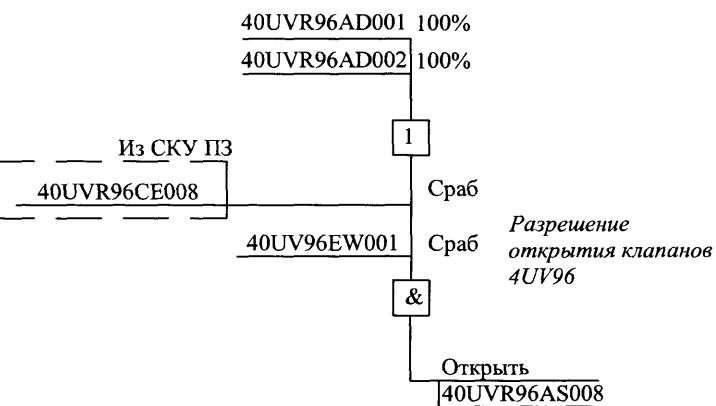 40UVR96AD001 100%
40UVR96AD002 100%
1
Из СКУ ПЗ
40UVR96CE008 Сраб
40UV96EW001 Сраб
Разрешение
открытия клапанов
4UV96
&
Открыть
40UVR96AS008